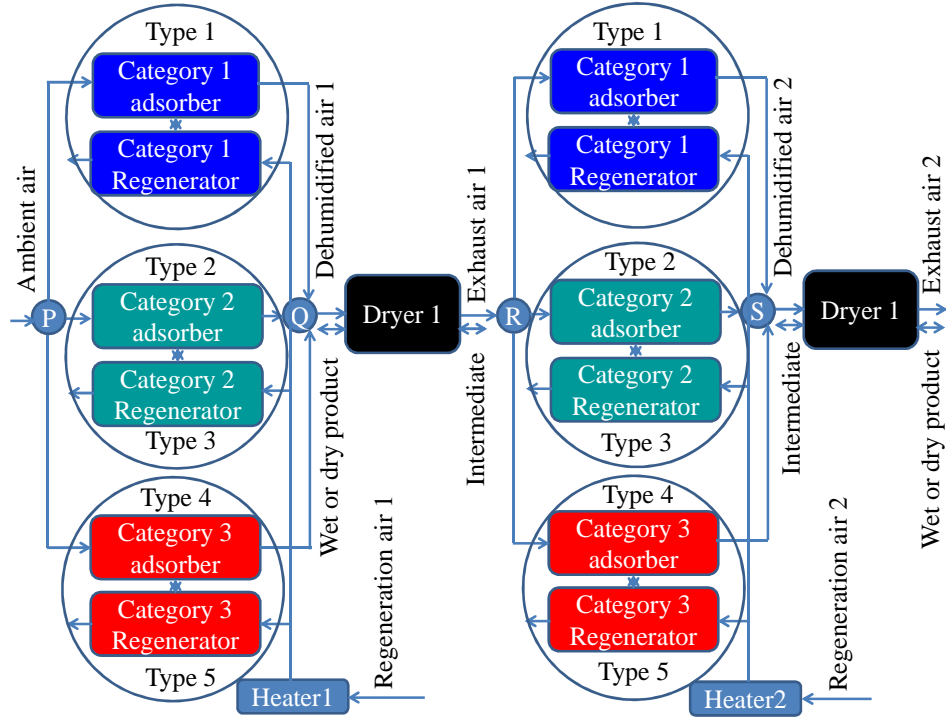 Type 1
Category 1
adsorber
Category 1
Regenerator
Ambient air
P
Type 2
Category 2
adsorber
Category 2
Regenerator
Type 3
Type 4
Category 3
adsorber
Category 3
Regenerator
Type 5
Dehumidified air 1
Q
Wet or dry product
Heater1
Regeneration air 1
Dryer 1
Exhaust air 1
Intermediate
R
Type 1
Category 1
adsorber
Category 1
Regenerator
Type 2
Category 2
adsorber
Category 2
Regenerator
Type 3
Type 4
Category 3
adsorber
Category 3
Regenerator
Type 5
Dehumidified air 2
S
Intermediate
Heater2
Regeneration air 2
Dryer 1
Exhaust air 2
Wet or dry product